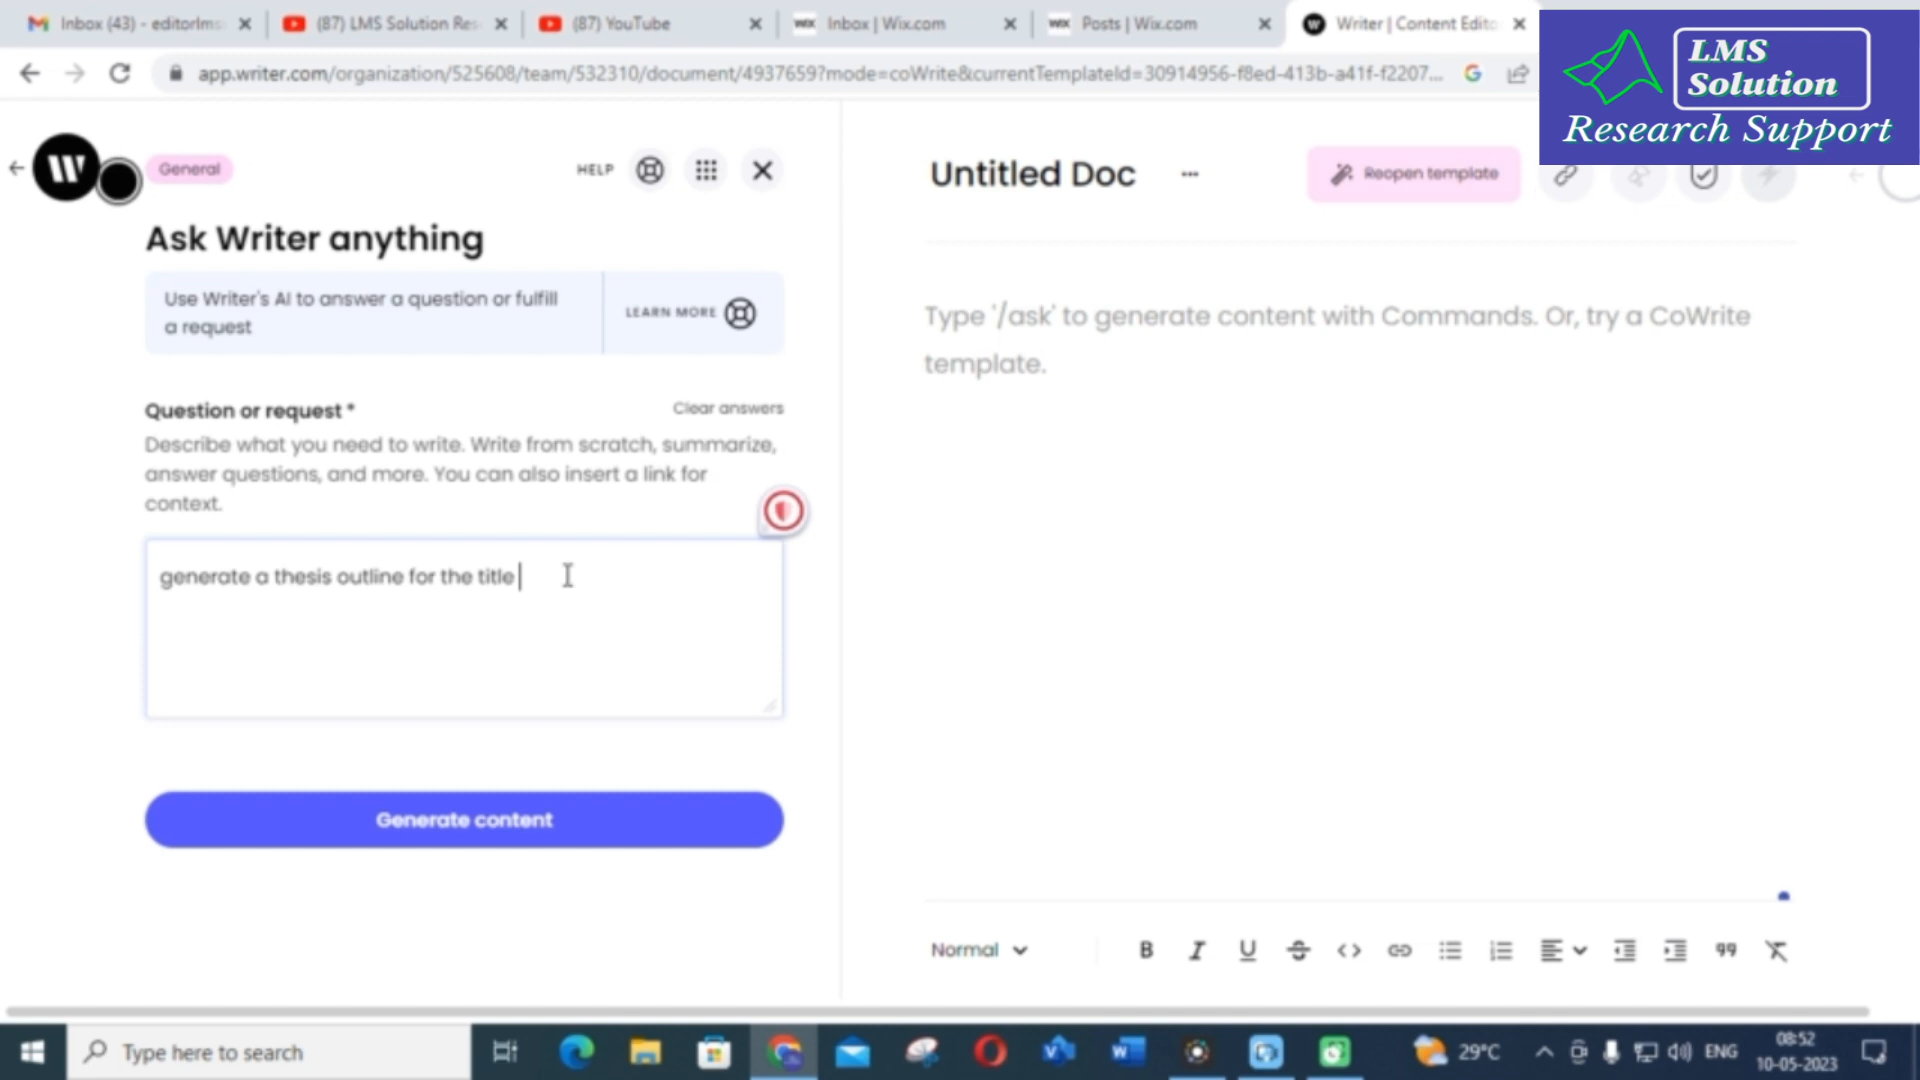 Inbox (43) - editorlms
(87) LMS Solution Res
(87) YouTube
WIX Inbox | Wix.com
WIX Posts | Wix.com
Writer | Content Edito
LMS
Solution
Research Support
app.writer.com/organization/525608/team/532310/document/4937659?mode=coWrite&currentTemplateId=30914956-f8ed-413b-a41f-f2207...
General
HELP
Ask Writer anything
Use Writer's AI to answer a question or fulfill
a request
LEARN MORE
Question or request *
Clear answers
Describe what you need to write. Write from scratch, summarize,
answer questions, and more. You can also insert a link for
context.
generate a thesis outline for the title
Generate content
Untitled Doc
Reopen template
Type '/ask' to generate content with Commands. Or, try a CoWrite
template.
Normal
Type here to search
29°C
ENG
08:52
10-05-2023